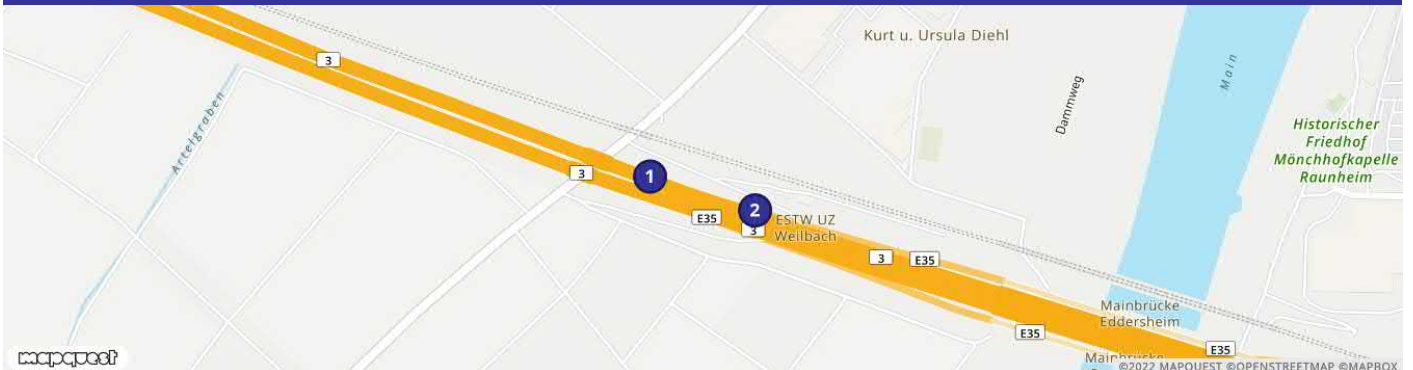 Kurt u. Ursula Diehl
Main
3
Dammweg
Artelgraben
Historischer
Friedhof
Mönchhofkapelle
Raunheim
3
1
2
E35
ESTW UZ
Weilbach
3
3
E35
Mainbrücke
Eddersheim
E35
E35
mapquest
Mainbrücke
©2022 MAPQUEST ©OPENSTREETMAP ©MAPBOX